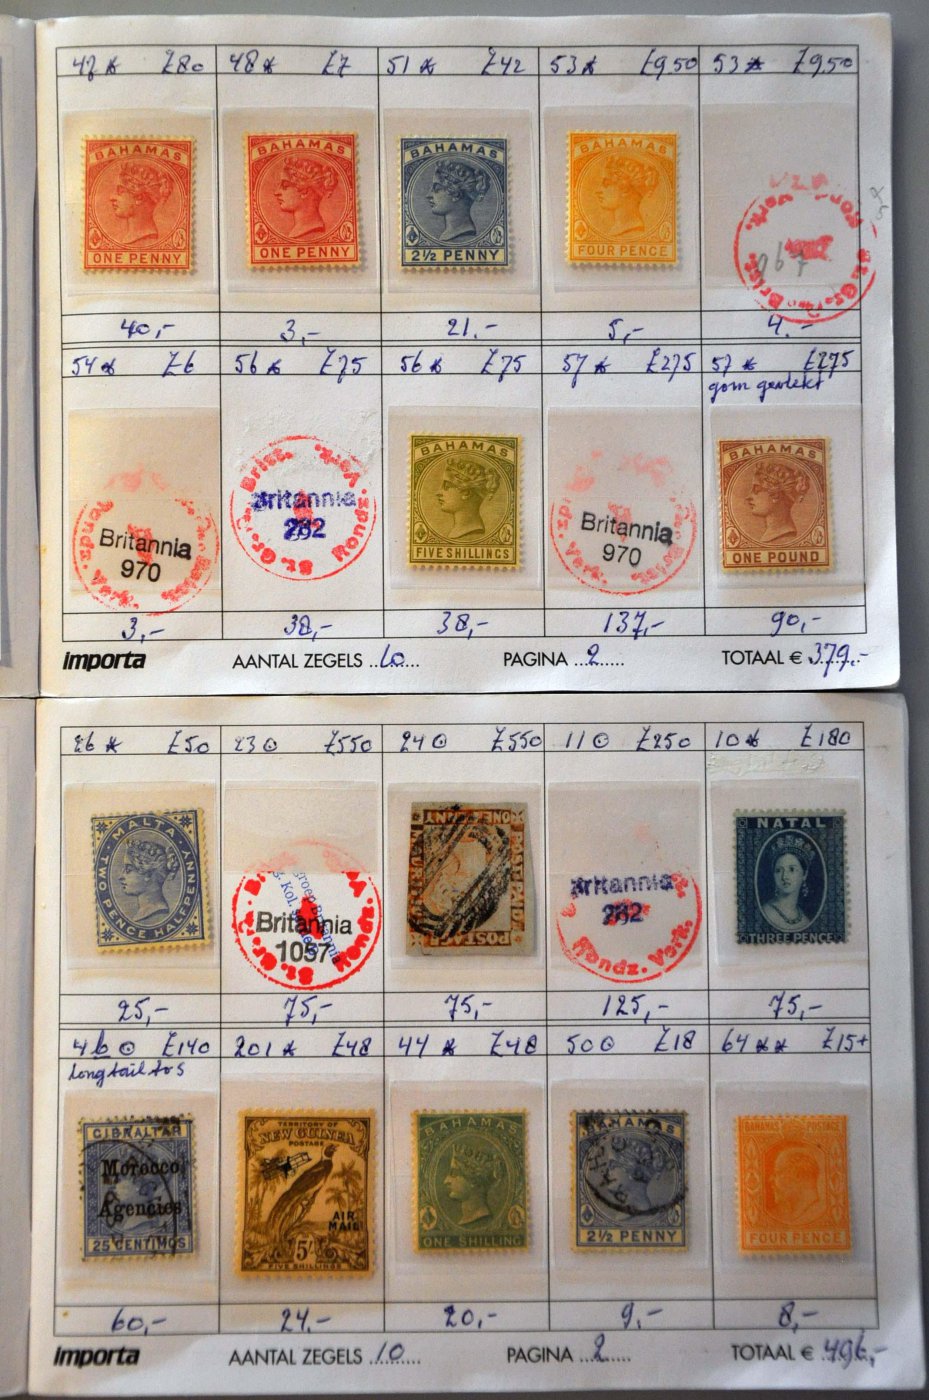 47 * £80 48 * £7 51 * £42 53 * £9,50 53 * £9,50
BAHAMAS BAHAMAS BAHAMAS BAHAMAS
ONE PENNY ONE PENNY 2½ PENNY FOUR PENCE
40,- 3,- 21.- 5,- 4.-
54 * £6 56 * £75 56 * £75 57 * £275 57 * £275
gom gevlekt
BAHAMAS BAHAMAS
Britannia Britannia Britannia
970 282 970
FIVE SHILLINGS ONE POUND
3,- 38,- 38,- 137,- 90,-
importa AANTAL ZEGELS 10 PAGINA 2 TOTAAL € 379,-
26 * £50 23 ⊙ £550 24 ⊙ £550 11 ⊙ £250 10 * £180
MALTA NATAL
TWO PENCE HALFPENNY Britannia POSTAGE Britannia THREE PENCE
1057 282
Rondz. Verk.
25,- 75,- 75,- 125,- 75,-
46 ⊙ £140 201 * £48 44 * £48 50 ⊙ £18 64 ** £15+
long tail to S
GIBRALTAR TERRITORY OF NEW GUINEA BAHAMAS BAHAMAS BAHAMAS POSTAGE
POSTAGE
Morocco Agencies AIR MAIL
25 CENTIMOS 5/- FIVE SHILLINGS ONE SHILLING 2½ PENNY FOUR PENCE
60,- 24.- 20,- 9,- 8,-
importa AANTAL ZEGELS 10 PAGINA 2 TOTAAL € 496,-